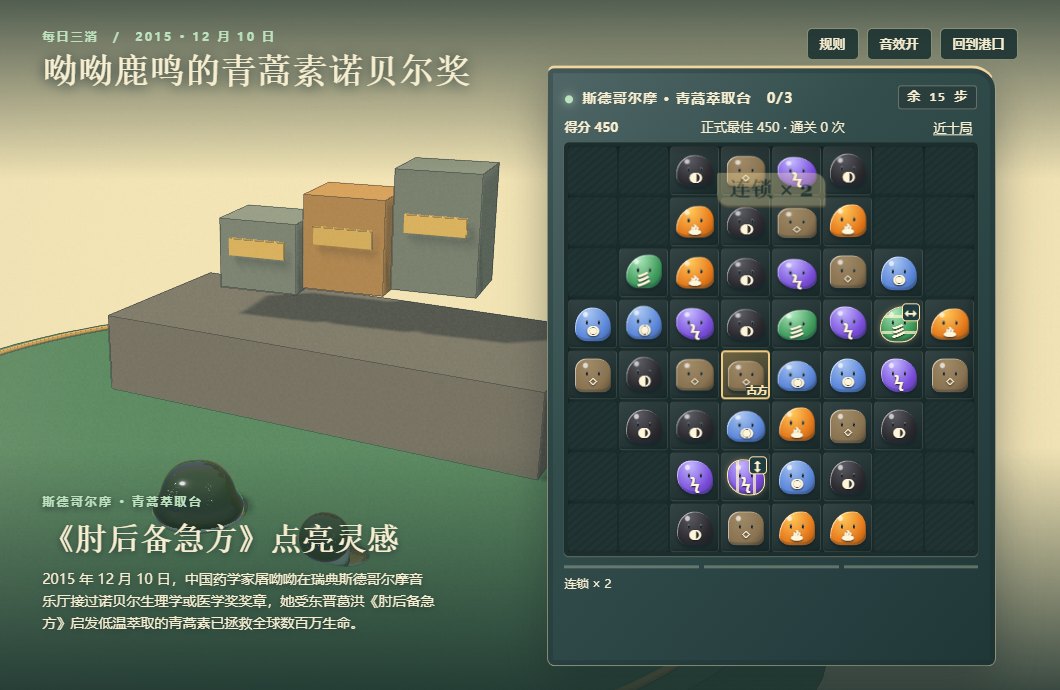 每日三消 / 2015 · 12 月 10 日
呦呦鹿鸣的青蒿素诺贝尔奖
规则
音效开
回到港口
斯德哥尔摩 · 青蒿萃取台 0/3
余 15 步
得分 450
正式最佳 450 · 通关 0 次
近十局
连锁 × 2
古方
连锁 × 2
斯德哥尔摩 · 青蒿萃取台
《肘后备急方》点亮灵感
2015 年 12 月 10 日，中国药学家屠呦呦在瑞典斯德哥尔摩音
乐厅接过诺贝尔生理学或医学奖奖章，她受东晋葛洪《肘后备急
方》启发低温萃取的青蒿素已拯救全球数百万生命。